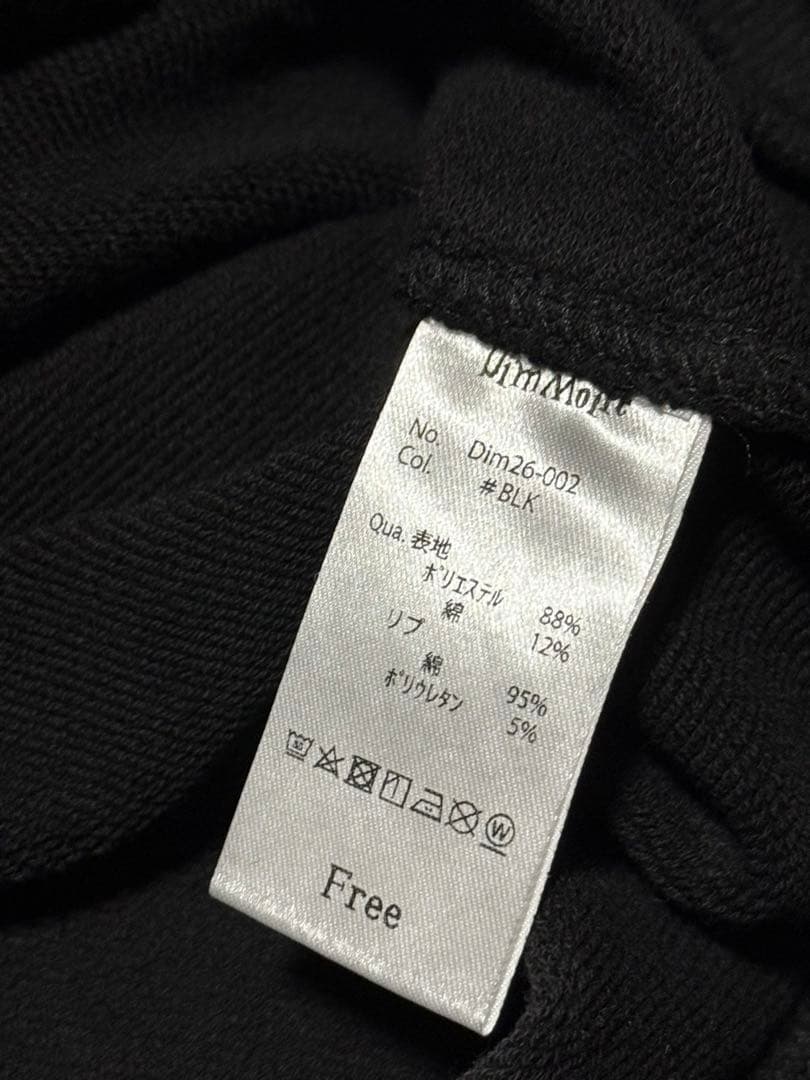 DimMoire
No. Dim26-002
Col. #BLK
Qua. 表地
ポリエステル 88%
綿 12%
リブ
綿 95%
ポリウレタン 5%
W
Free